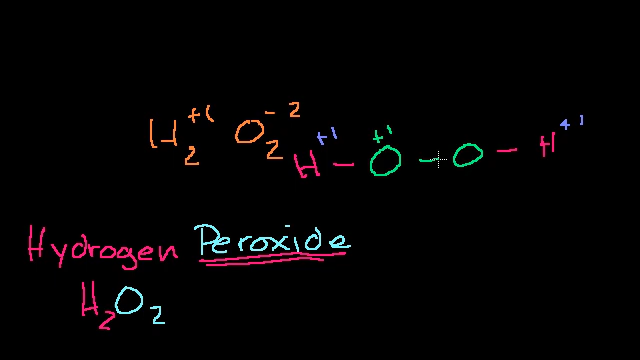 H₂⁺¹ O₂⁻²
H⁺¹ – O⁺¹ – O – H⁺¹
Hydrogen Peroxide
H₂O₂